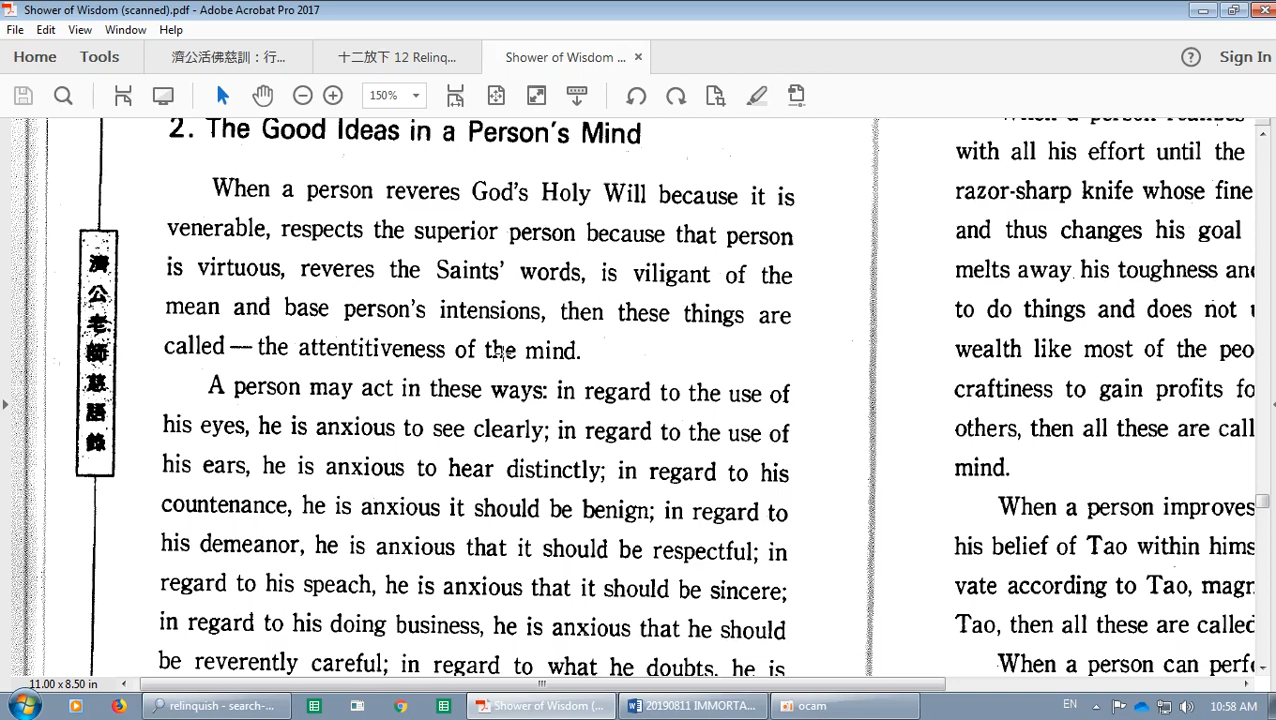 Shower of Wisdom (scanned).pdf - Adobe Acrobat Pro 2017
File Edit View Window Help
Home Tools 濟公活佛慈訓：行... 十二放下 12 Relinq... Shower of Wisdom ... × Sign In
150%
2. The Good Ideas in a Person's Mind
When a person reveres God's Holy Will because it is
venerable, respects the superior person because that person
is virtuous, reveres the Saints' words, is viligant of the
mean and base person's intensions, then these things are
called — the attentitiveness of the mind.
A person may act in these ways: in regard to the use of
his eyes, he is anxious to see clearly; in regard to the use of
his ears, he is anxious to hear distinctly; in regard to his
countenance, he is anxious it should be benign; in regard to
his demeanor, he is anxious that it should be respectful; in
regard to his speach, he is anxious that it should be sincere;
in regard to his doing business, he is anxious that he should
be reverently careful; in regard to what he doubts, he is
濟公老師慈語錄
When a person realizes
with all his effort until the
razor-sharp knife whose fine
and thus changes his goal
melts away his toughness and
to do things and does not
wealth like most of the peo
craftiness to gain profits fo
others, then all these are call
mind.
When a person improves
his belief of Tao within hims
vate according to Tao, magn
Tao, then all these are called
When a person can perfe
11.00 x 8.50 in
relinquish - search-... Shower of Wisdom (... 20190811 IMMORTA... ocam EN 10:58 AM